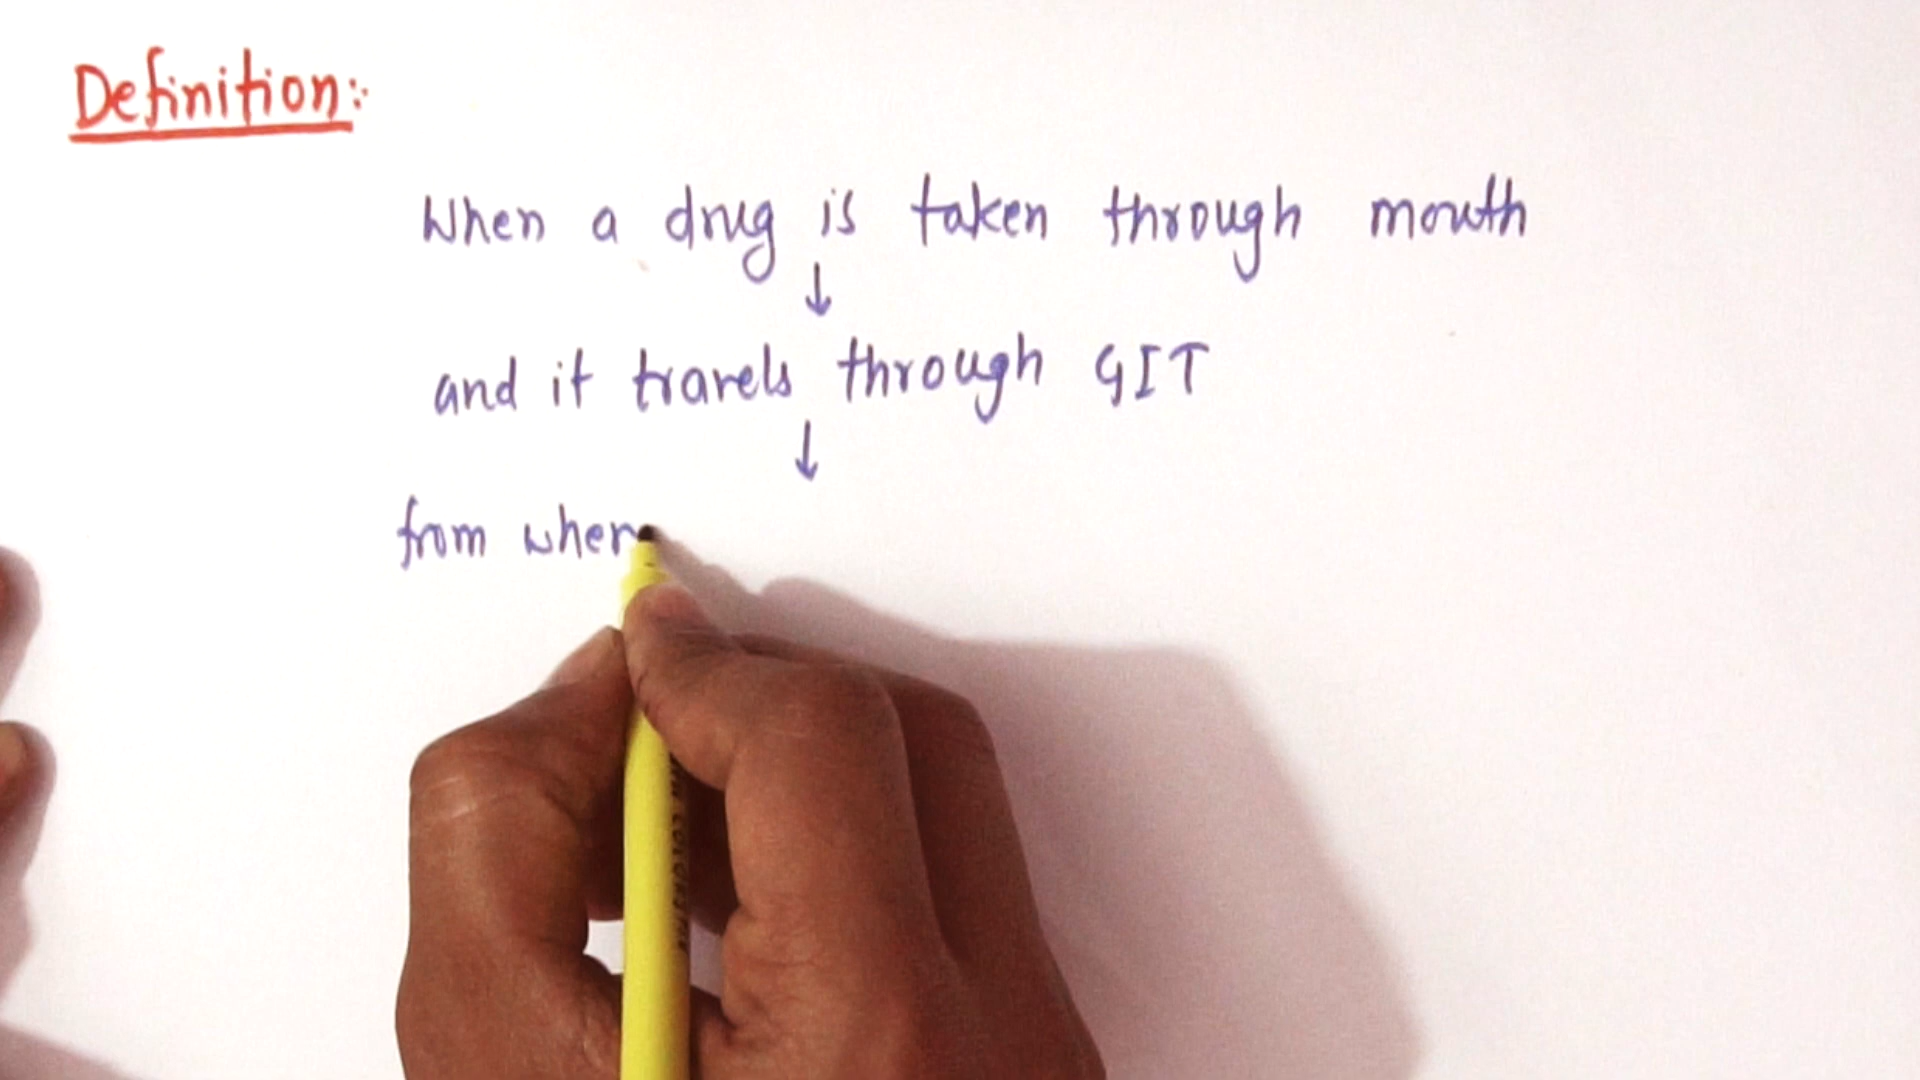 Definition:-
When a drug is taken through mouth
↓
and it travels through GIT
↓
from wher